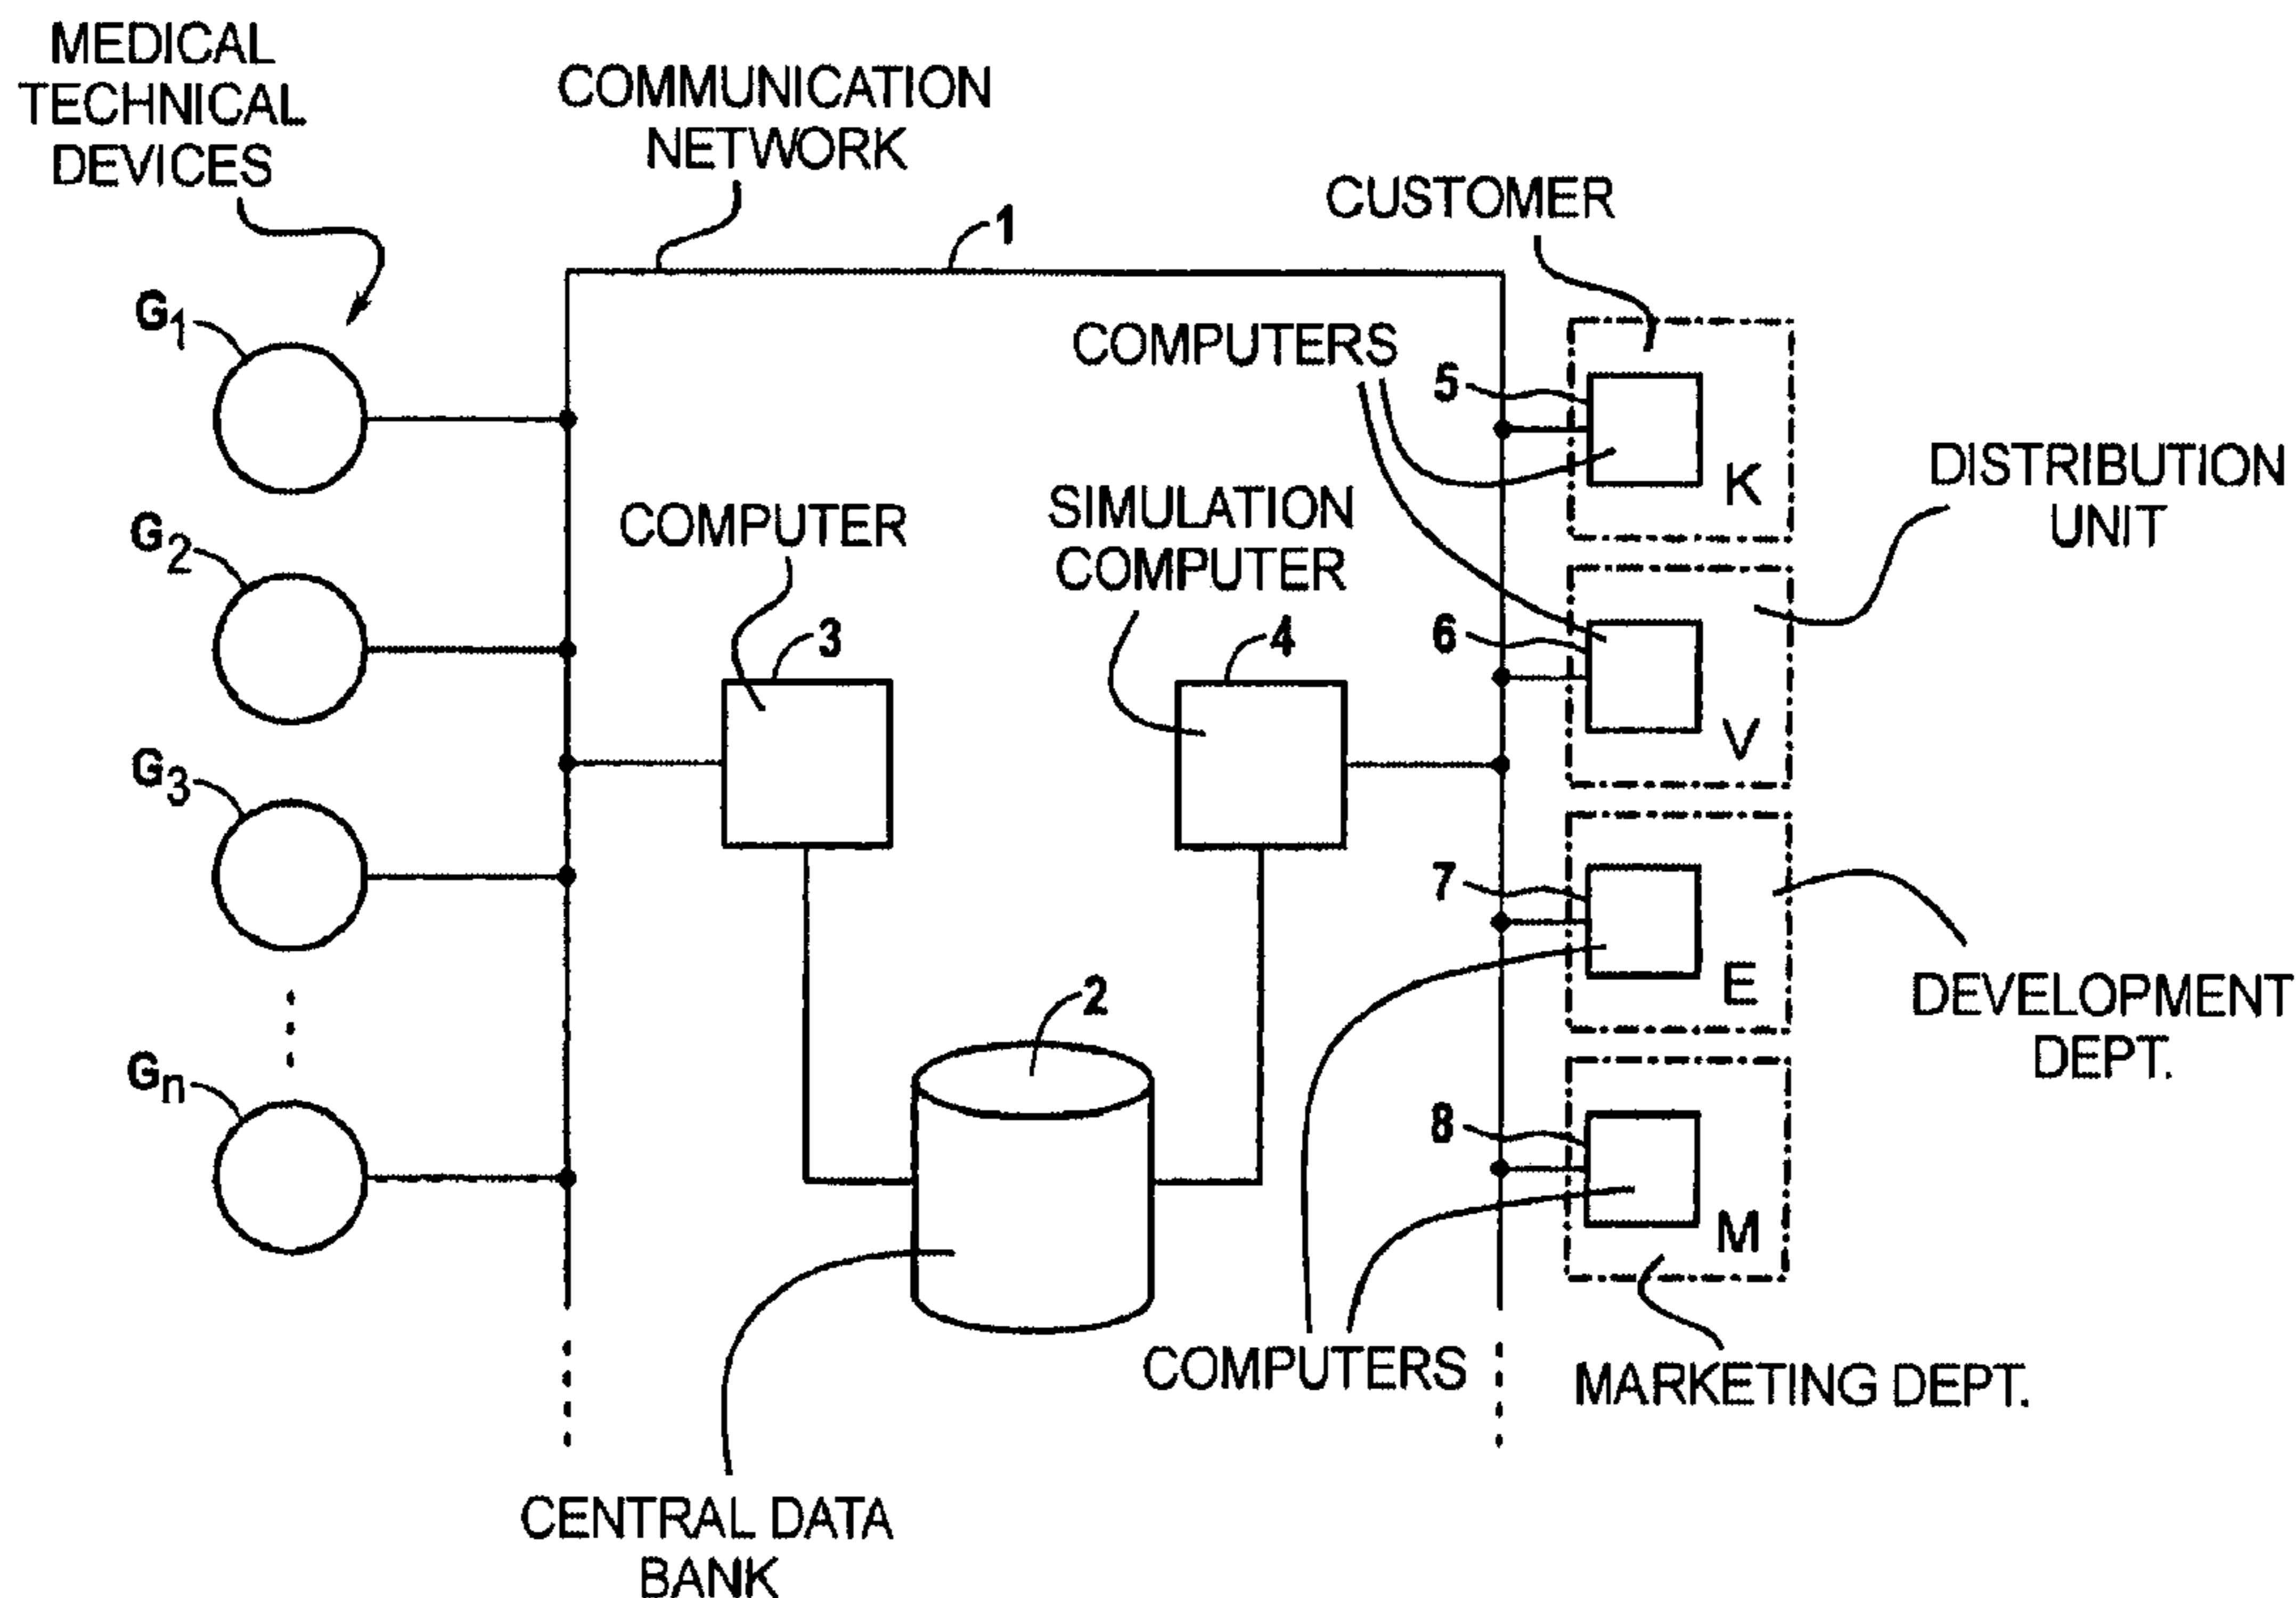 MEDICAL
TECHNICAL
DEVICES
COMMUNICATION
NETWORK
1
CUSTOMER
G1
COMPUTERS
5
K
DISTRIBUTION
UNIT
G2
COMPUTER
3
SIMULATION
COMPUTER
4
6
V
G3
7
E
DEVELOPMENT
DEPT.
2
Gn
8
M
COMPUTERS
MARKETING DEPT.
CENTRAL DATA
BANK